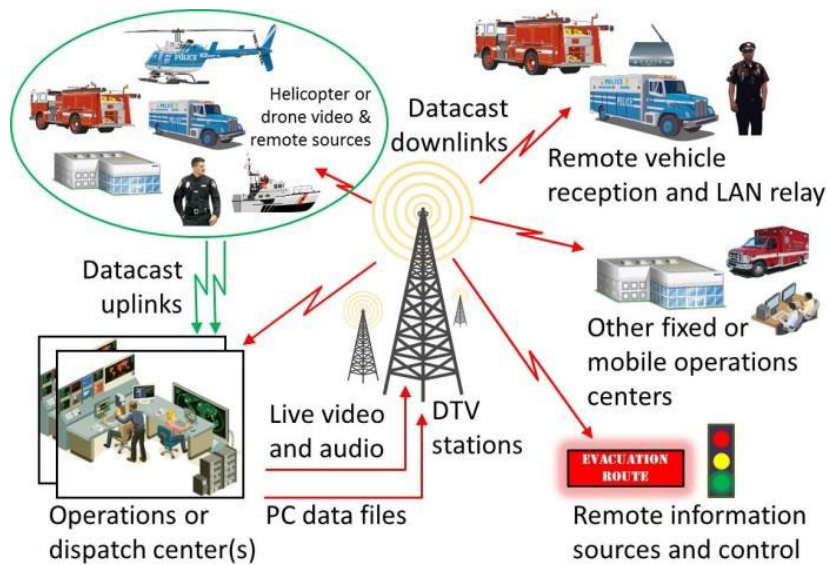 POLICE
Helicopter or
drone video &
remote sources
Datacast
downlinks
POLICE
Remote vehicle
reception and LAN relay
Datacast
uplinks
Other fixed or
mobile operations
centers
Live video
and audio
DTV
stations
EVACUATION
ROUTE
Operations or
dispatch center(s)
PC data files
Remote information
sources and control